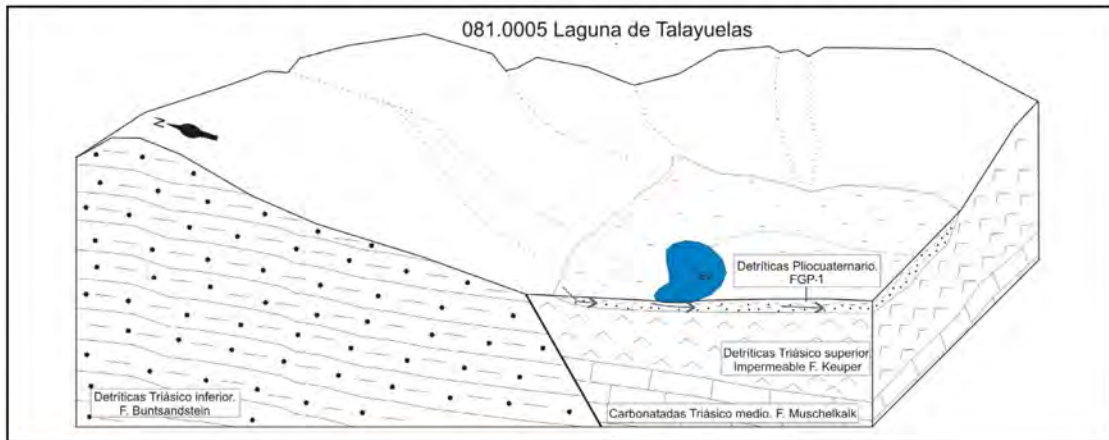 081.0005 Laguna de Talayuelas
N
Detríticas Pliocuaternario.
FGP-1
Detríticas Triásico superior.
Impermeable F. Keuper
Detríticas Triásico inferior.
F. Buntsandstein
Carbonatadas Triásico medio. F. Muschelkalk